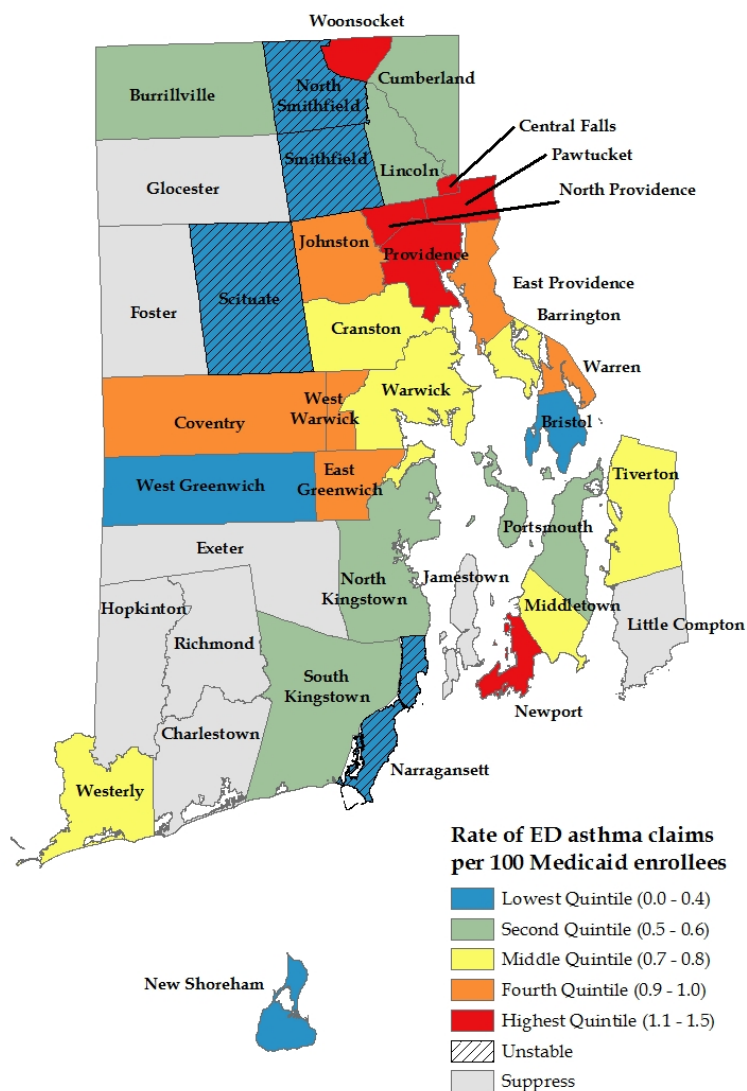 Woonsocket
Burrillville
North
Smithfield
Cumberland
Central Falls
Pawtucket
North Providence
Smithfield
Lincoln
Glocester
Johnston
Providence
East Providence
Barrington
Foster
Scituate
Cranston
Warren
Coventry
West
Warwick
Warwick
Bristol
West Greenwich
East
Greenwich
Tiverton
Portsmouth
Exeter
Jamestown
North
Kingstown
Hopkinton
Middletown
Richmond
Little Compton
South
Kingstown
Newport
Charlestown
Narragansett
Westerly
Rate of ED asthma claims
per 100 Medicaid enrollees
Lowest Quintile (0.0 - 0.4)
Second Quintile (0.5 - 0.6)
Middle Quintile (0.7 - 0.8)
Fourth Quintile (0.9 - 1.0)
Highest Quintile (1.1 - 1.5)
Unstable
Suppress
New Shoreham